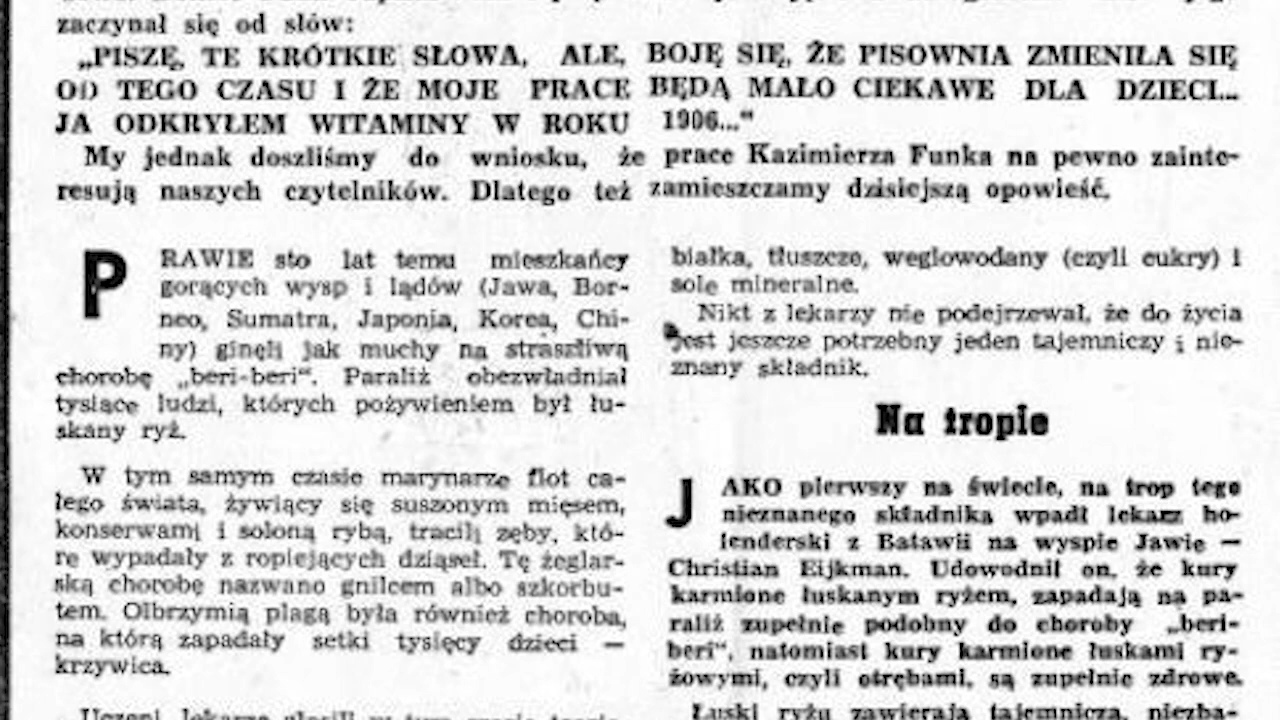 zaczynał się od słów:
„PISZĘ, TE KRÓTKIE SŁOWA, ALE, BOJĘ SIĘ, ŻE PISOWNIA ZMIENIŁA SIĘ
OD TEGO CZASU I ŻE MOJE PRACE BĘDĄ MAŁO CIEKAWE DLA DZIECI...
JA ODKRYŁEM WITAMINY W ROKU 1906..."
My jednak doszliśmy do wniosku, że prace Kazimierza Funka na pewno zainte-
resują naszych czytelników. Dlatego też zamieszczamy dzisiejszą opowieść.
PRAWIE sto lat temu mieszkańcy
gorących wysp i lądów (Jawa, Bor-
neo, Sumatra, Japonia, Korea, Chi-
ny) ginęli jak muchy na straszliwą
chorobę „beri-beri". Paraliż obezwładniał
tysiące ludzi, których pożywieniem był łu-
skany ryż.
W tym samym czasie marynarze flot ca-
łego świata, żywiący się suszonym mięsem,
konserwami i soloną rybą, tracili zęby, któ-
re wypadały z ropiejących dziąseł. Tę żeglar-
ską chorobę nazwano gnilcem albo szkorbu-
tem. Olbrzymią plagą była również choroba,
na którą zapadały setki tysięcy dzieci —
krzywica.
białka, tłuszcze, węglowodany (czyli cukry) i
sole mineralne.
Nikt z lekarzy nie podejrzewał, że do życia
jest jeszcze potrzebny jeden tajemniczy i nie-
znany składnik.
Na tropie
JAKO pierwszy na świecie, na trop tego
nieznanego składnika wpadł lekarz ho-
lenderski z Batawii na wyspie Jawie —
Christian Eijkman. Udowodnił on, że kury
karmione łuskanym ryżem, zapadają na pa-
raliż zupełnie podobny do choroby „beri-
beri", natomiast kury karmione łuskami ry-
żowymi, czyli otrębami, są zupełnie zdrowe.
Łuski ryżu zawierają tajemniczą, niezba-